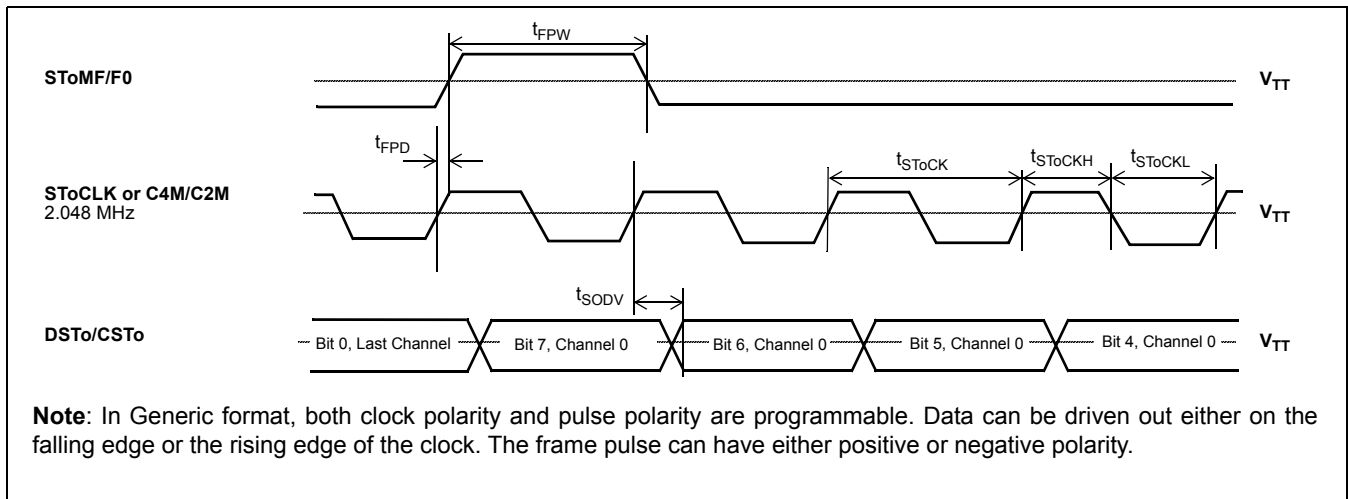 tFPW
SToMF/F0
VTT
tFPD
tSToCK
tSToCKH
tSToCKL
SToCLK or C4M/C2M
2.048 MHz
VTT
tSODV
DSTo/CSTo
Bit 0, Last Channel
Bit 7, Channel 0
Bit 6, Channel 0
Bit 5, Channel 0
Bit 4, Channel 0
VTT
Note: In Generic format, both clock polarity and pulse polarity are programmable. Data can be driven out either on the
falling edge or the rising edge of the clock. The frame pulse can have either positive or negative polarity.